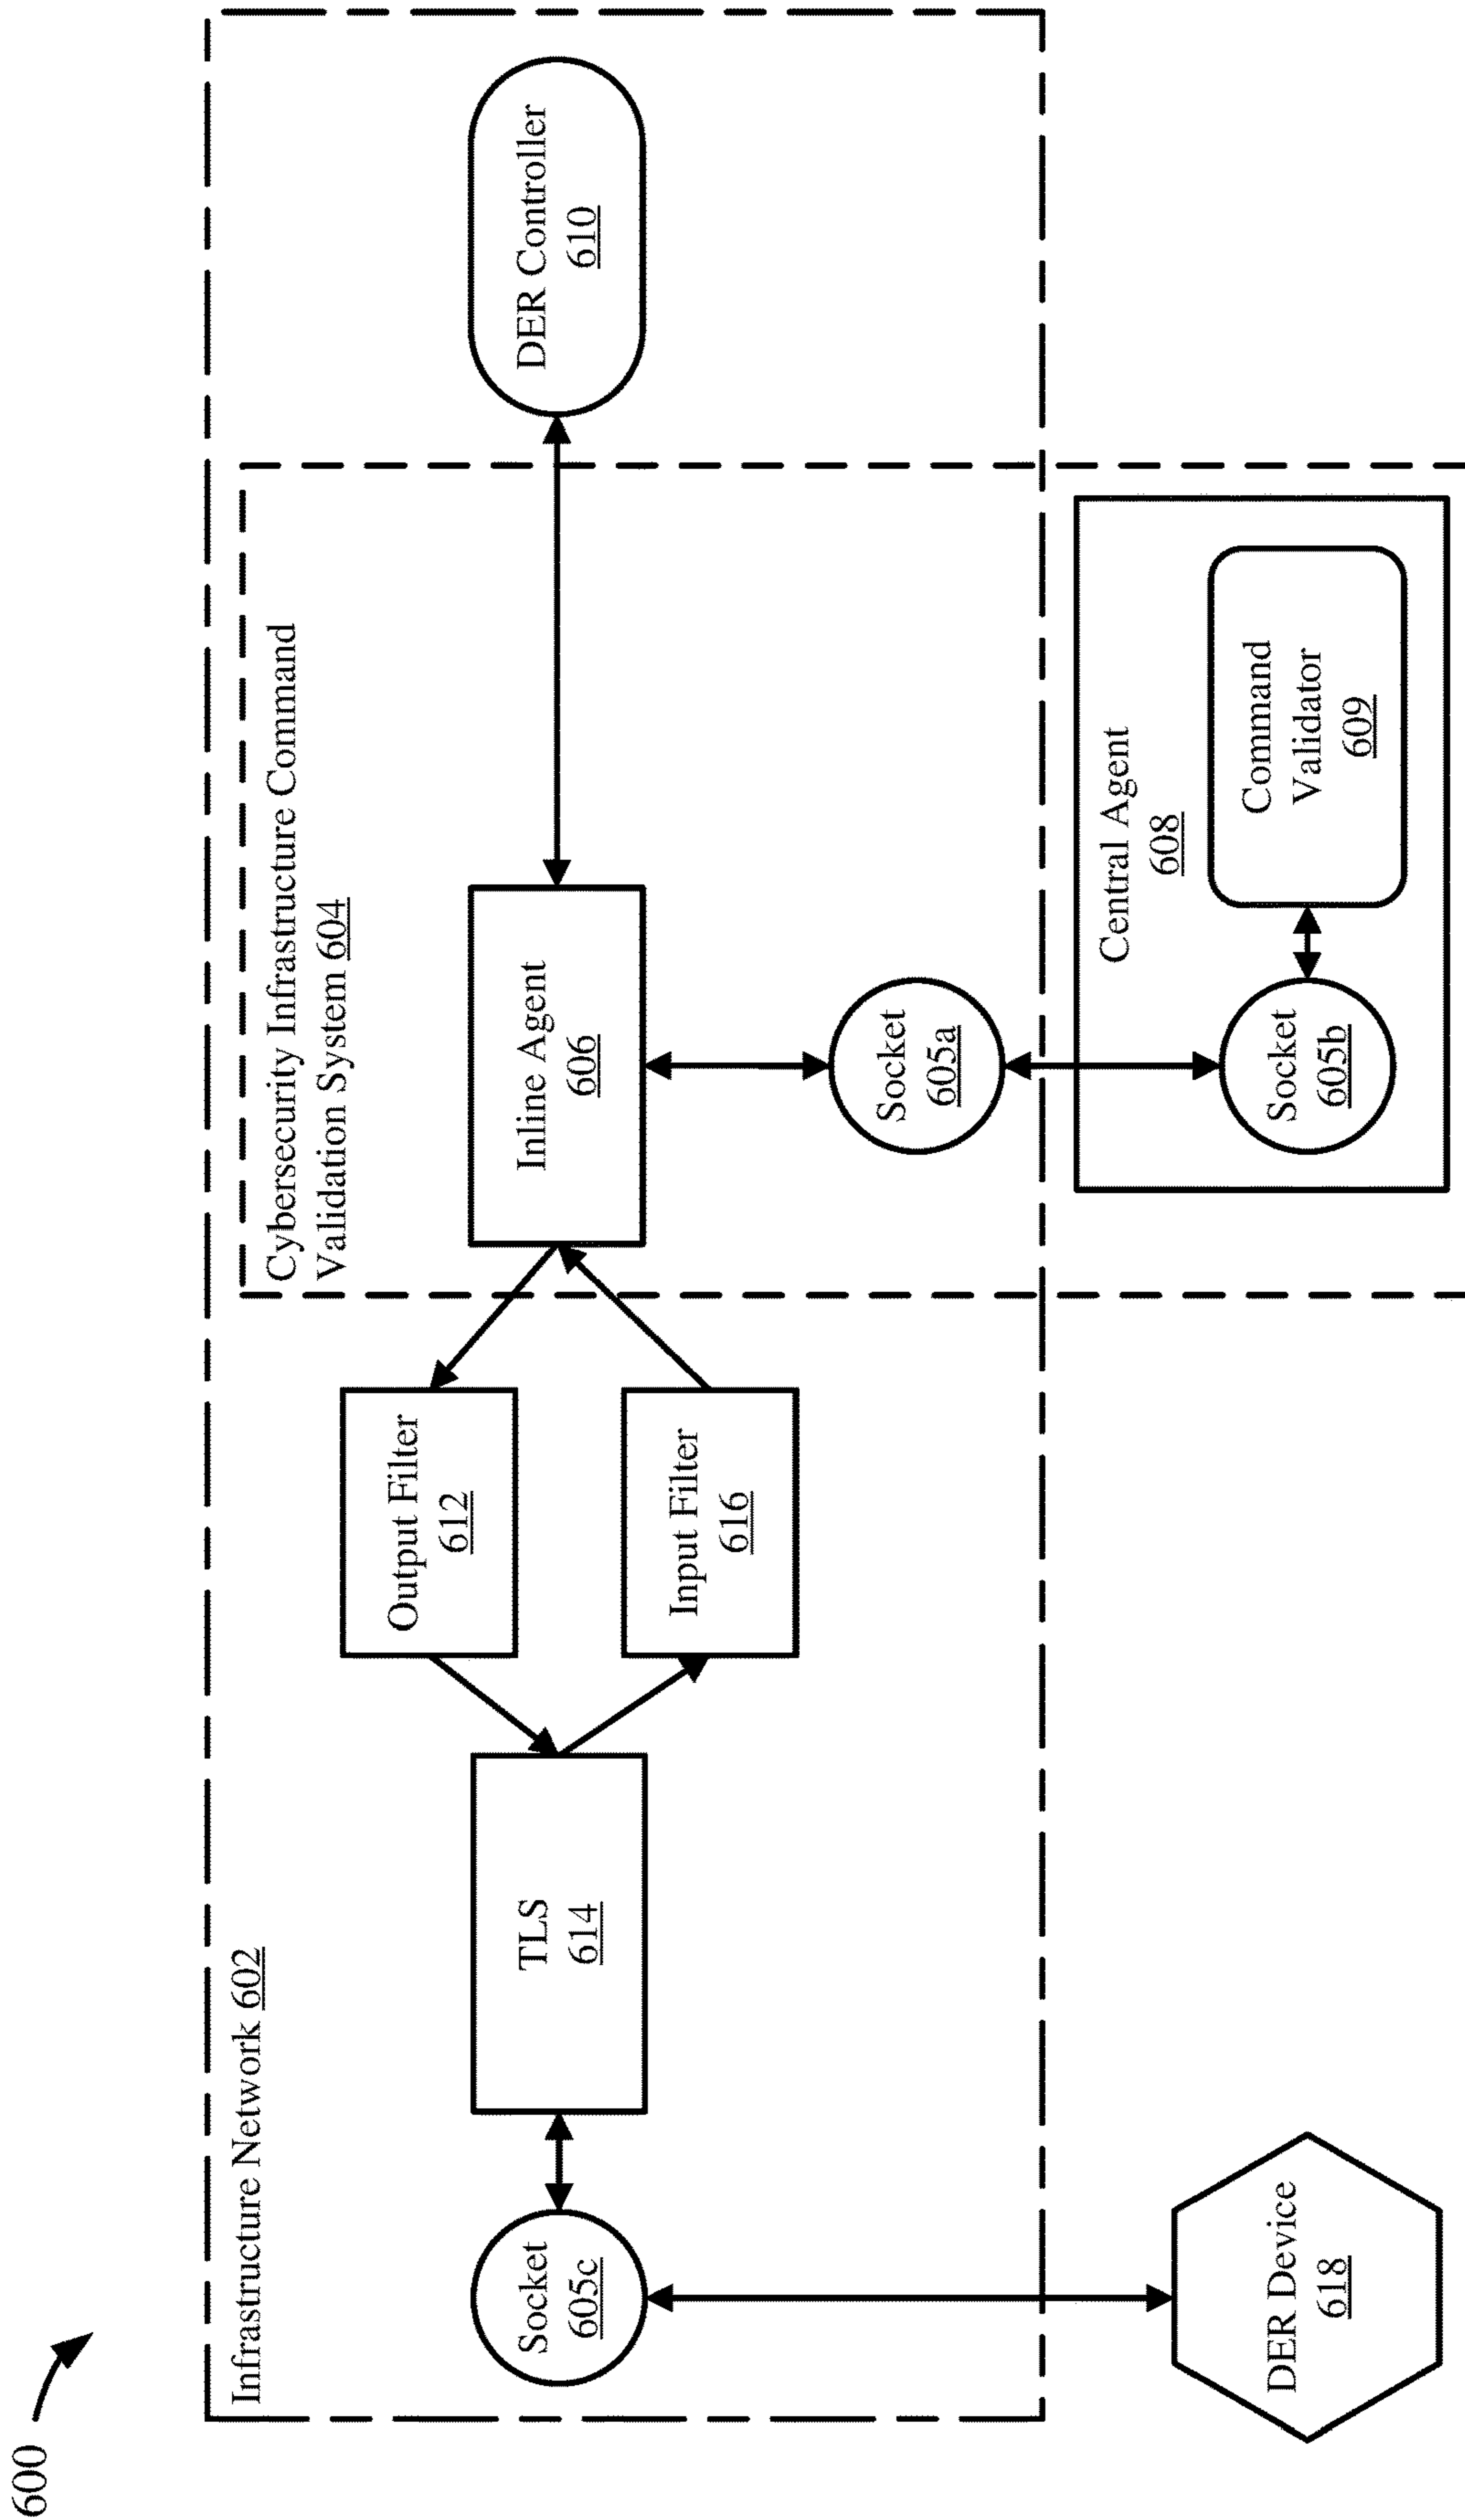 600
Infrastructure Network 602
Cybersecurity Infrastructure Command
Validation System 604
Socket
605c
TLS
614
Output Filter
612
Input Filter
616
Inline Agent
606
DER Controller
610
Socket
605a
Central Agent
608
Socket
605b
Command
Validator
609
DER Device
618